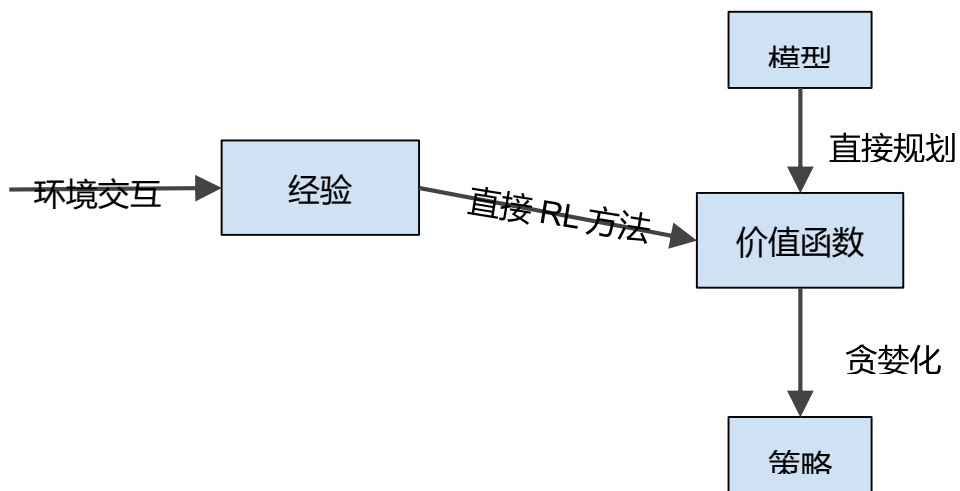 模型
直接规划
环境交互
经验
直接 RL 方法
价值函数
贪婪化
策略